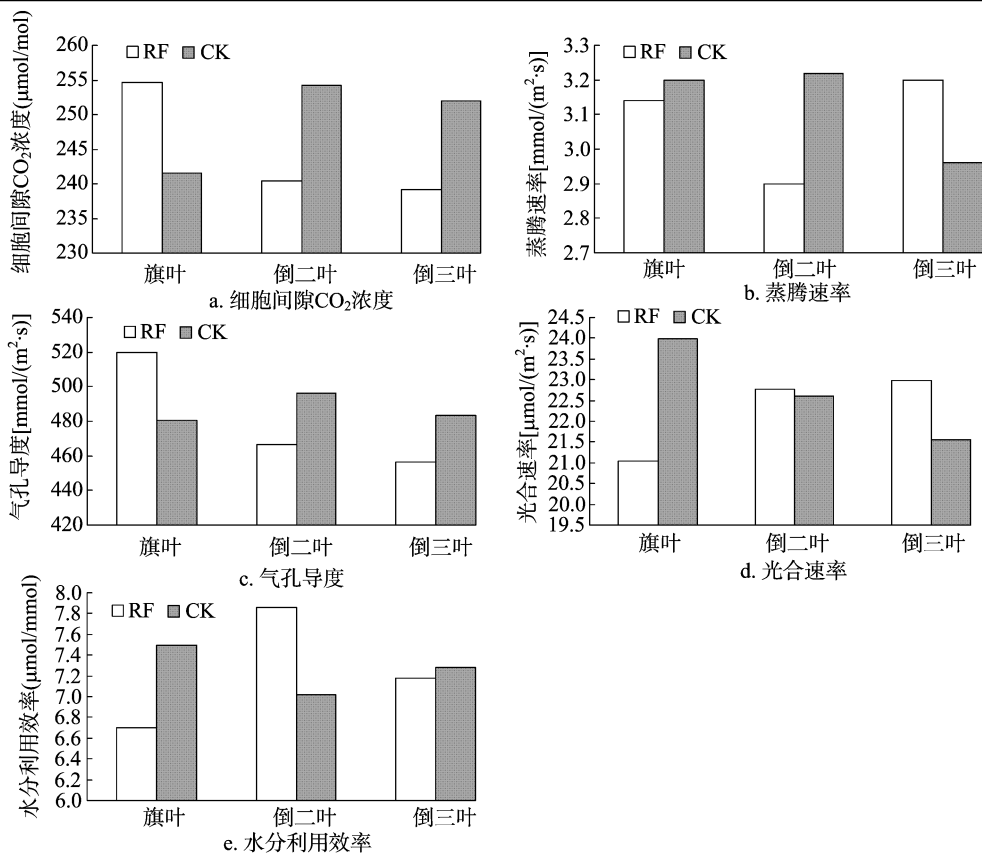 细胞间隙CO₂浓度(μmol/mol)
260
255
250
245
240
235
230
RF CK
旗叶 倒二叶 倒三叶
a. 细胞间隙CO₂浓度
蒸腾速率[mmol/(m²·s)]
3.3
3.2
3.1
3.0
2.9
2.8
2.7
RF CK
旗叶 倒二叶 倒三叶
b. 蒸腾速率
气孔导度[mmol/(m²·s)]
540
520
500
480
460
440
420
RF CK
旗叶 倒二叶 倒三叶
c. 气孔导度
光合速率[μmol/(m²·s)]
24.5
24.0
23.0
22.5
21.5
21.0
20.0
19.5
RF CK
旗叶 倒二叶 倒三叶
d. 光合速率
水分利用效率(μmol/mmol)
8.0
7.8
7.6
7.4
7.2
7.0
6.8
6.6
6.4
6.2
6.0
RF CK
旗叶 倒二叶 倒三叶
e. 水分利用效率